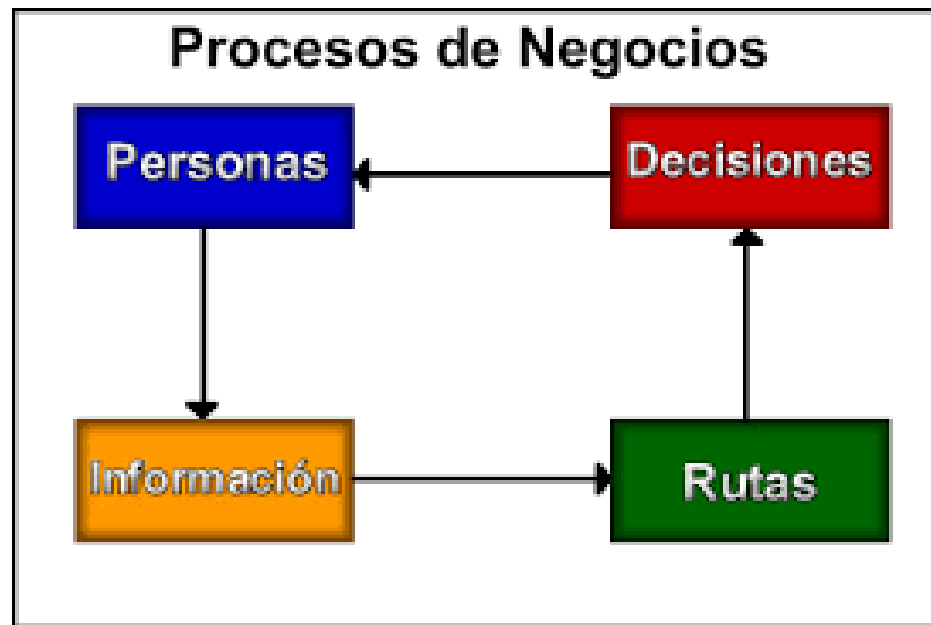 Procesos de Negocios
Personas
Decisiones
Información
Rutas